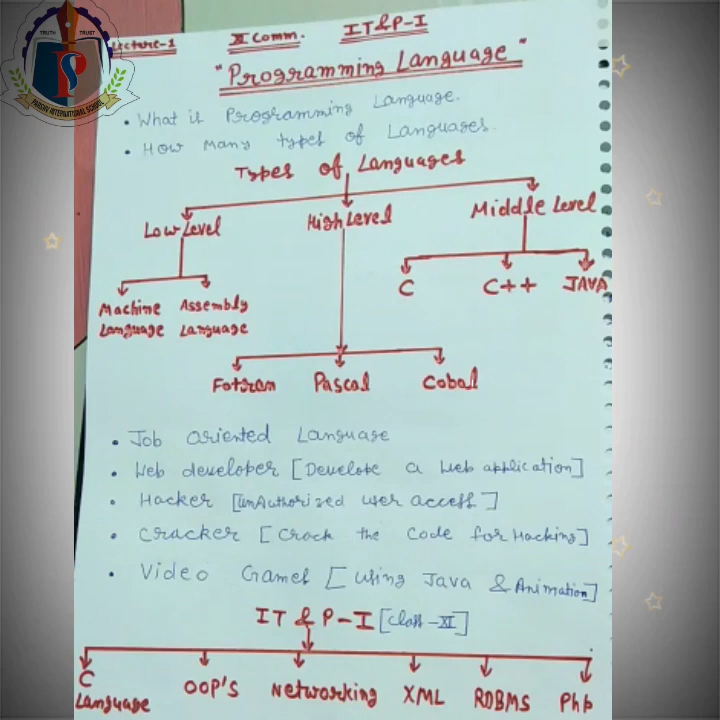 TRUTH TRUST
PARISHV INTERNATIONAL SCHOOL
Lecture-1 XI Comm. IT & P-I
"Programming Language"
• What is Programming Language.
• How Many types of Languages.
Types of Languages
Low Level High Level Middle Level
C C++ JAVA
Machine Language Assembly Language
Fotran Pascal Cobal
• Job oriented Language
• Web developer [Develope a web application]
• Hacker [UnAuthorized user access]
• Cracker [Crack the Code for Hacking]
• Video Games [using Java & Animation]
IT & P-I [Class-XI]
C Language OOP'S Networking XML RDBMS Php